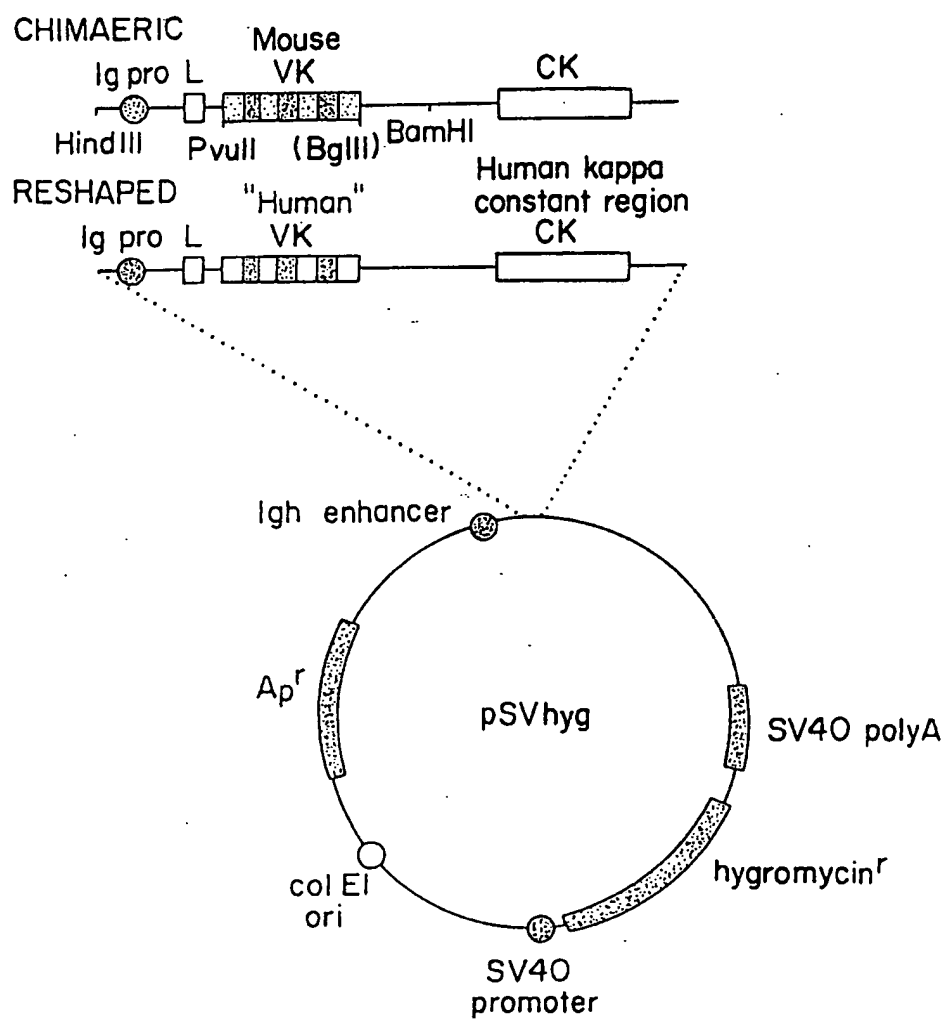 CHIMAERIC
Mouse
Ig pro L VK CK
HindIII PvuII (BglII) BamHI
RESHAPED "Human" Human kappa
constant region
Ig pro L VK CK
Igh enhancer
Ap^r
pSVhyg
SV40 polyA
hygromycin^r
col EI
ori
SV40
promoter